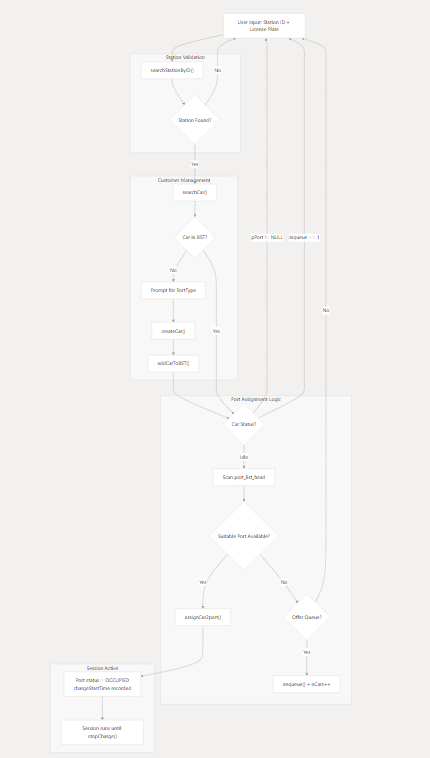 User Input: Station ID +
License Plate
Station Validation
searchStationByID()
No
Station Found?
Yes
Customer Management
searchCar()
Car in BST?
pPort != NULL
No
Prompt for PortType
No
createCar()
Yes
addCarToBST()
Port Assignment Logic
Car Status?
Idle
Scan port_list_head
Suitable Port Available?
Yes
No
assignCar2port()
Offer Queue?
Yes
Session Active
Port status = OCCUPIED
chargeStartTime recorded
enqueue() + nCars++
Session runs until
stopCharge()